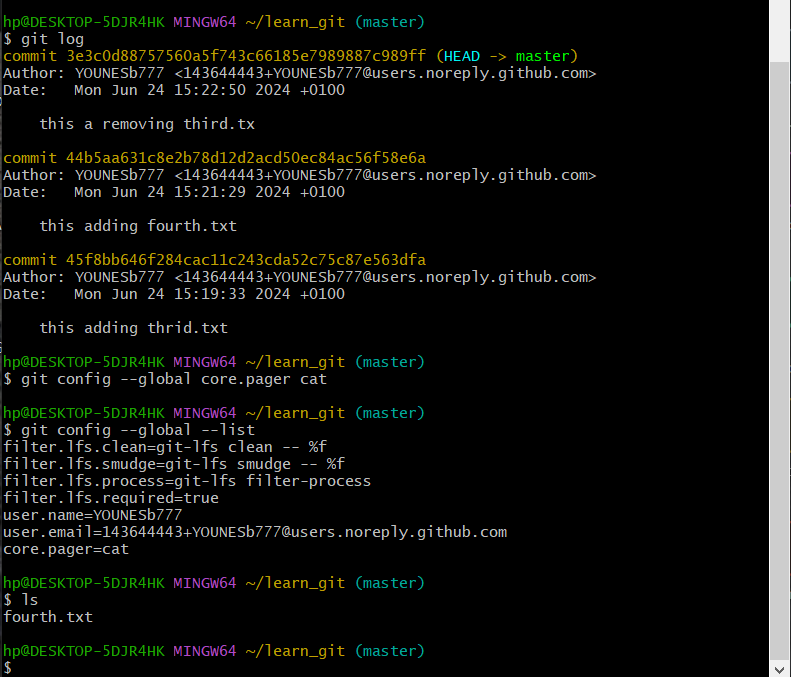 hp@DESKTOP-5DJR4HK MINGW64 ~/learn_git (master)
$ git log
commit 3e3c0d88757560a5f743c66185e7989887c989ff (HEAD -> master)
Author: YOUNESb777 <143644443+YOUNESb777@users.noreply.github.com>
Date:   Mon Jun 24 15:22:50 2024 +0100
    this a removing third.tx
commit 44b5aa631c8e2b78d12d2acd50ec84ac56f58e6a
Author: YOUNESb777 <143644443+YOUNESb777@users.noreply.github.com>
Date:   Mon Jun 24 15:21:29 2024 +0100
    this adding fourth.txt
commit 45f8bb646f284cac11c243cda52c75c87e563dfa
Author: YOUNESb777 <143644443+YOUNESb777@users.noreply.github.com>
Date:   Mon Jun 24 15:19:33 2024 +0100
    this adding thrid.txt
hp@DESKTOP-5DJR4HK MINGW64 ~/learn_git (master)
$ git config --global core.pager cat
hp@DESKTOP-5DJR4HK MINGW64 ~/learn_git (master)
$ git config --global --list
filter.lfs.clean=git-lfs clean -- %f
filter.lfs.smudge=git-lfs smudge -- %f
filter.lfs.process=git-lfs filter-process
filter.lfs.required=true
user.name=YOUNESb777
user.email=143644443+YOUNESb777@users.noreply.github.com
core.pager=cat
hp@DESKTOP-5DJR4HK MINGW64 ~/learn_git (master)
$ ls
fourth.txt
hp@DESKTOP-5DJR4HK MINGW64 ~/learn_git (master)
$